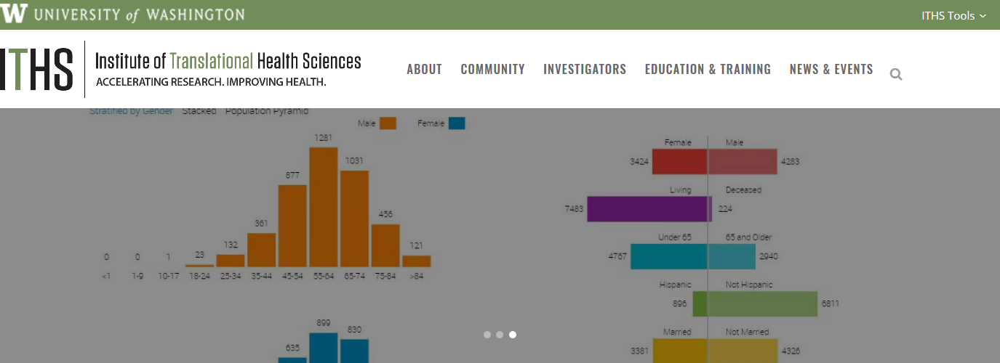 W UNIVERSITY of WASHINGTON
ITHS Tools
ITHS
Institute of Translational Health Sciences
ACCELERATING RESEARCH. IMPROVING HEALTH.
ABOUT COMMUNITY INVESTIGATORS EDUCATION & TRAINING NEWS & EVENTS
Stratified by Gender Stacked Population Pyramid
Male Female
1281
1031
877
456
361
132
121
23
0 0 1
<1 1-9 10-17 18-24 25-34 35-44 45-54 55-64 65-74 75-84 >84
899
830
635
Female Male
3424 4283
Living Deceased
7483 224
Under 65 65 and Older
4767 2940
Hispanic Not Hispanic
896 6811
Married Not Married
3381 4326